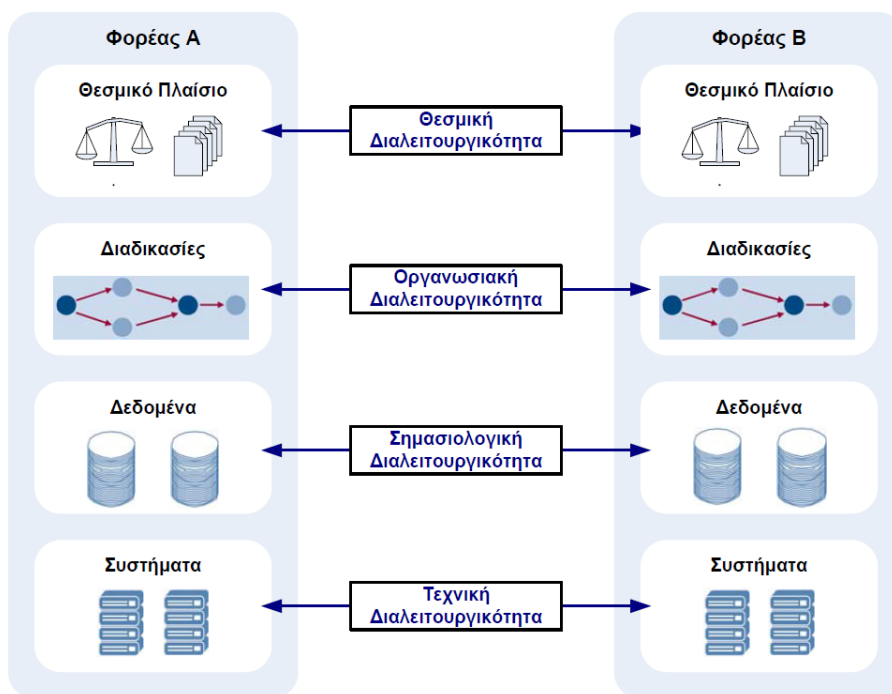 Φορέας Α
Φορέας Β
Θεσμικό Πλαίσιο
Θεσμική
Διαλειτουργικότητα
Θεσμικό Πλαίσιο
Διαδικασίες
Οργανωσιακή
Διαλειτουργικότητα
Διαδικασίες
Δεδομένα
Σημασιολογική
Διαλειτουργικότητα
Δεδομένα
Συστήματα
Τεχνική
Διαλειτουργικότητα
Συστήματα